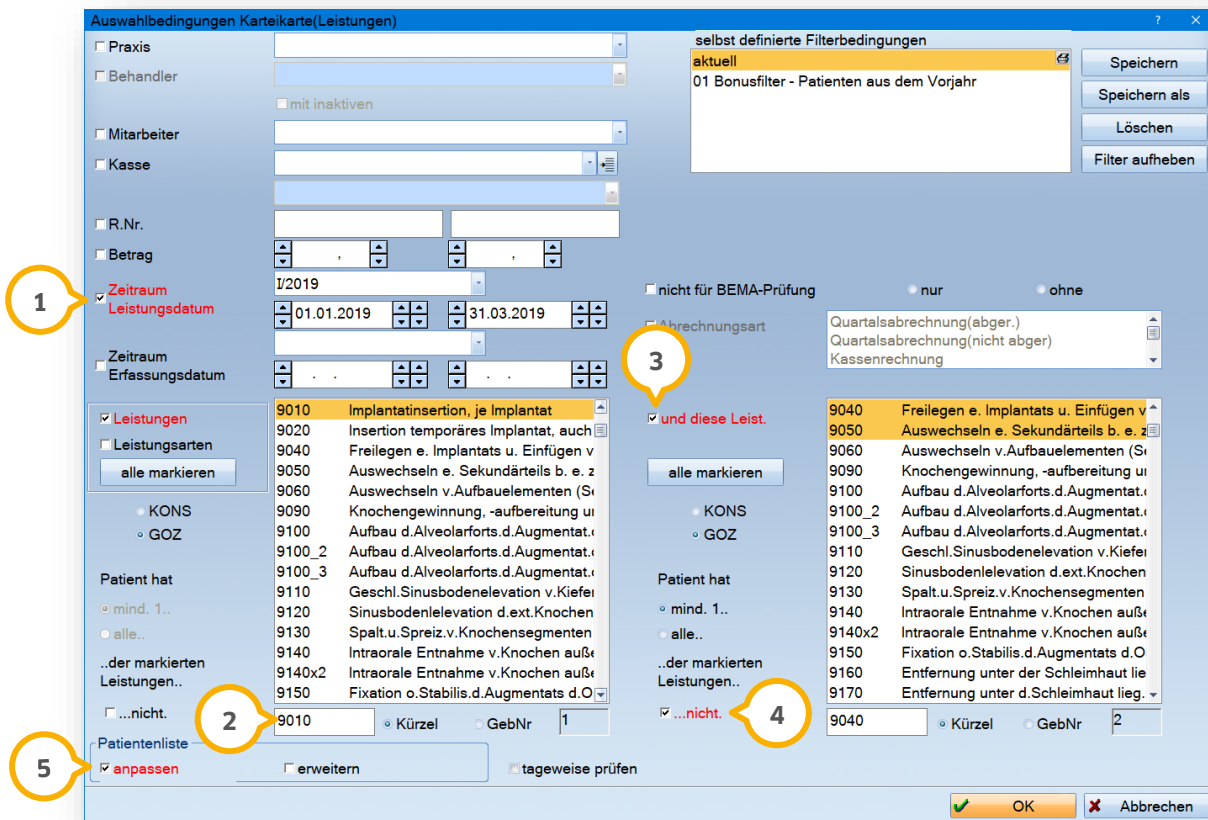 Auswahlbedingungen Karteikarte(Leistungen)
Praxis
Behandler
mit inaktiven
Mitarbeiter
Kasse
R.Nr.
Betrag
, ,
selbst definierte Filterbedingungen
aktuell
01 Bonusfilter - Patienten aus dem Vorjahr
Speichern
Speichern als
Löschen
Filter aufheben
1
Zeitraum
Leistungsdatum
I/2019
01.01.2019 31.03.2019
Zeitraum
Erfassungsdatum
. . . .
nicht für BEMA-Prüfung nur ohne
Abrechnungsart
Quartalsabrechnung(abger.)
Quartalsabrechnung(nicht abger)
Kassenrechnung
3
Leistungen
Leistungsarten
alle markieren
KONS
GOZ
Patient hat
mind. 1..
alle..
..der markierten
Leistungen..
...nicht.
9010 Implantatinsertion, je Implantat
9020 Insertion temporäres Implantat, auch
9040 Freilegen e. Implantats u. Einfügen v
9050 Auswechseln e. Sekundärteils b. e. z
9060 Auswechseln v.Aufbauelementen (Se
9090 Knochengewinnung, -aufbereitung u
9100 Aufbau d.Alveolarforts.d.Augmentat.
9100_2 Aufbau d.Alveolarforts.d.Augmentat.
9100_3 Aufbau d.Alveolarforts.d.Augmentat.
9110 Geschl.Sinusbodenelevation v.Kiefer
9120 Sinusbodenlelevation d.ext.Knochen
9130 Spalt.u.Spreiz.v.Knochensegmenten
9140 Intraorale Entnahme v.Knochen auße
9140x2 Intraorale Entnahme v.Knochen auße
9150 Fixation o.Stabilis.d.Augmentats d.O
2
9010 Kürzel GebNr 1
und diese Leist.
alle markieren
KONS
GOZ
Patient hat
mind. 1..
alle..
..der markierten
Leistungen..
...nicht.
4
9040 Freilegen e. Implantats u. Einfügen v
9050 Auswechseln e. Sekundärteils b. e. z
9060 Auswechseln v.Aufbauelementen (Se
9090 Knochengewinnung, -aufbereitung u
9100 Aufbau d.Alveolarforts.d.Augmentat.
9100_2 Aufbau d.Alveolarforts.d.Augmentat.
9100_3 Aufbau d.Alveolarforts.d.Augmentat.
9110 Geschl.Sinusbodenelevation v.Kiefer
9120 Sinusbodenlelevation d.ext.Knochen
9130 Spalt.u.Spreiz.v.Knochensegmenten
9140 Intraorale Entnahme v.Knochen auße
9140x2 Intraorale Entnahme v.Knochen auße
9150 Fixation o.Stabilis.d.Augmentats d.O
9160 Entfernung unter der Schleimhaut lie
9170 Entfernung unter d.Schleimhaut lieg.
9040 Kürzel GebNr 2
Patientenliste
5
anpassen erweitern tageweise prüfen
OK Abbrechen